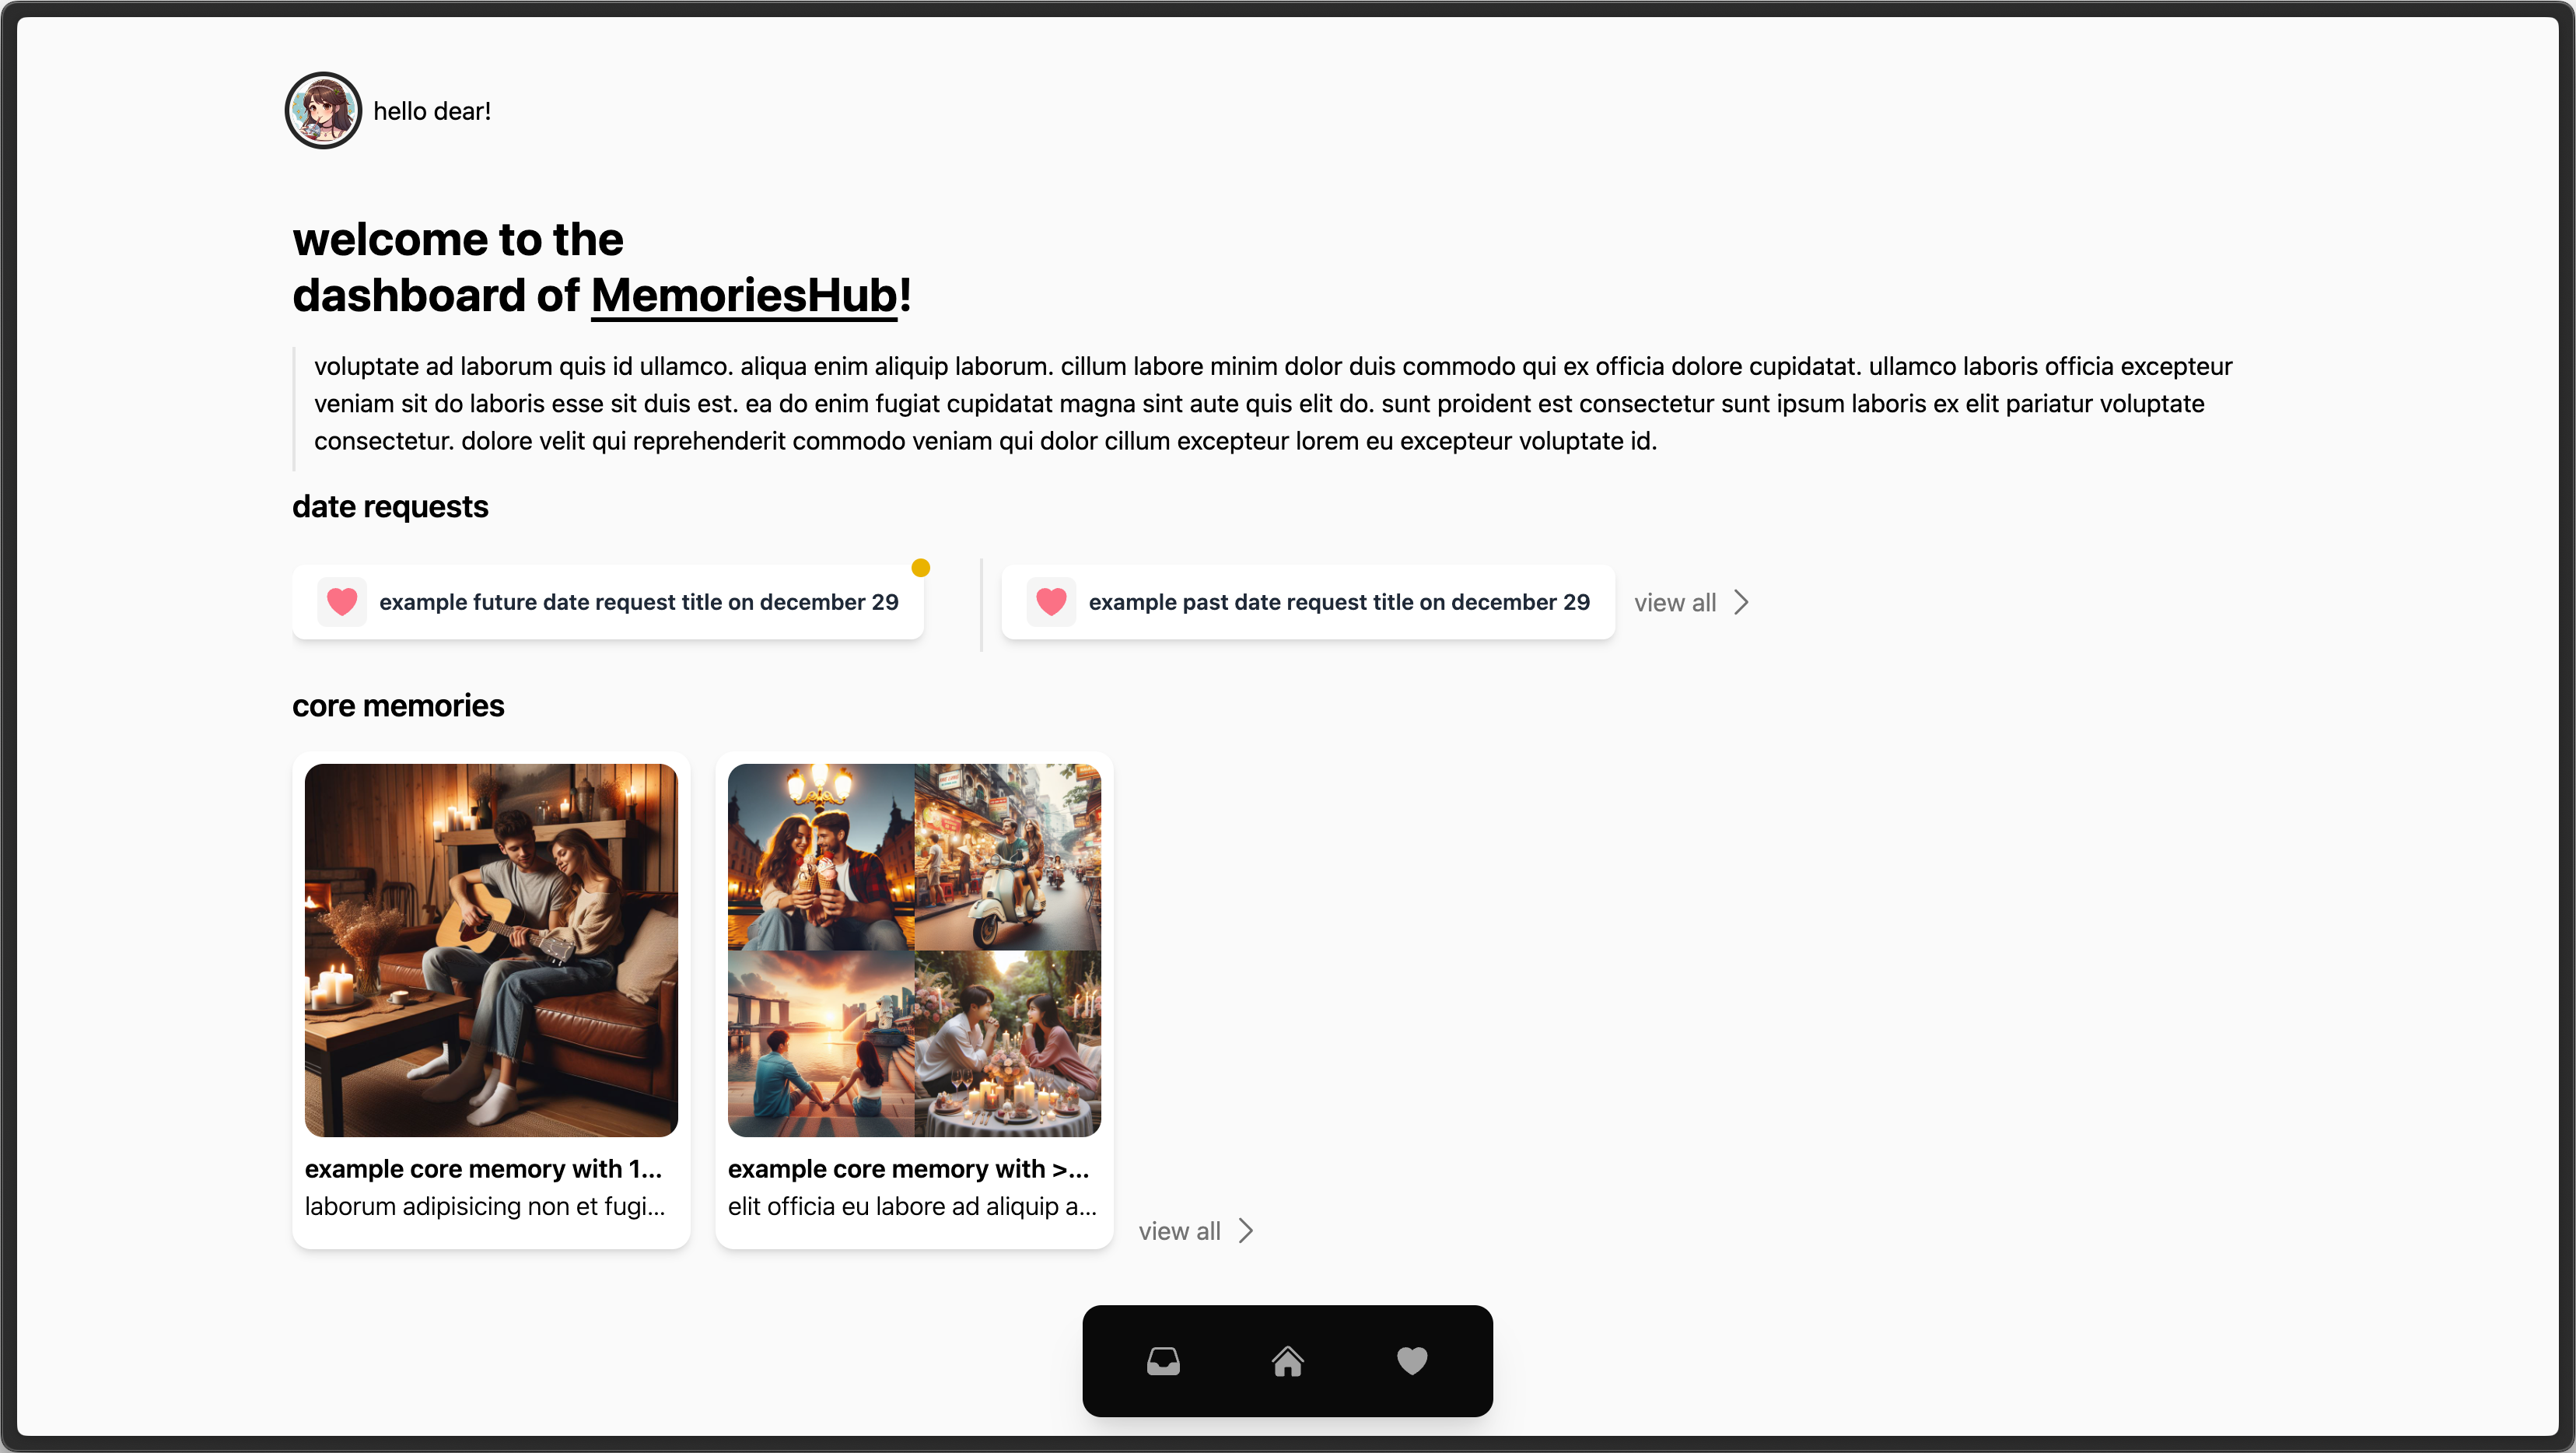 hello dear!
welcome to the
dashboard of MemoriesHub!
voluptate ad laborum quis id ullamco. aliqua enim aliquip laborum. cillum labore minim dolor duis commodo qui ex officia dolore cupidatat. ullamco laboris officia excepteur
veniam sit do laboris esse sit duis est. ea do enim fugiat cupidatat magna sint aute quis elit do. sunt proident est consectetur sunt ipsum laboris ex elit pariatur voluptate
consectetur. dolore velit qui reprehenderit commodo veniam qui dolor cillum excepteur lorem eu excepteur voluptate id.
date requests
example future date request title on december 29
example past date request title on december 29
view all
core memories
example core memory with 1...
laborum adipisicing non et fugi...
example core memory with >...
elit officia eu labore ad aliquip a...
view all